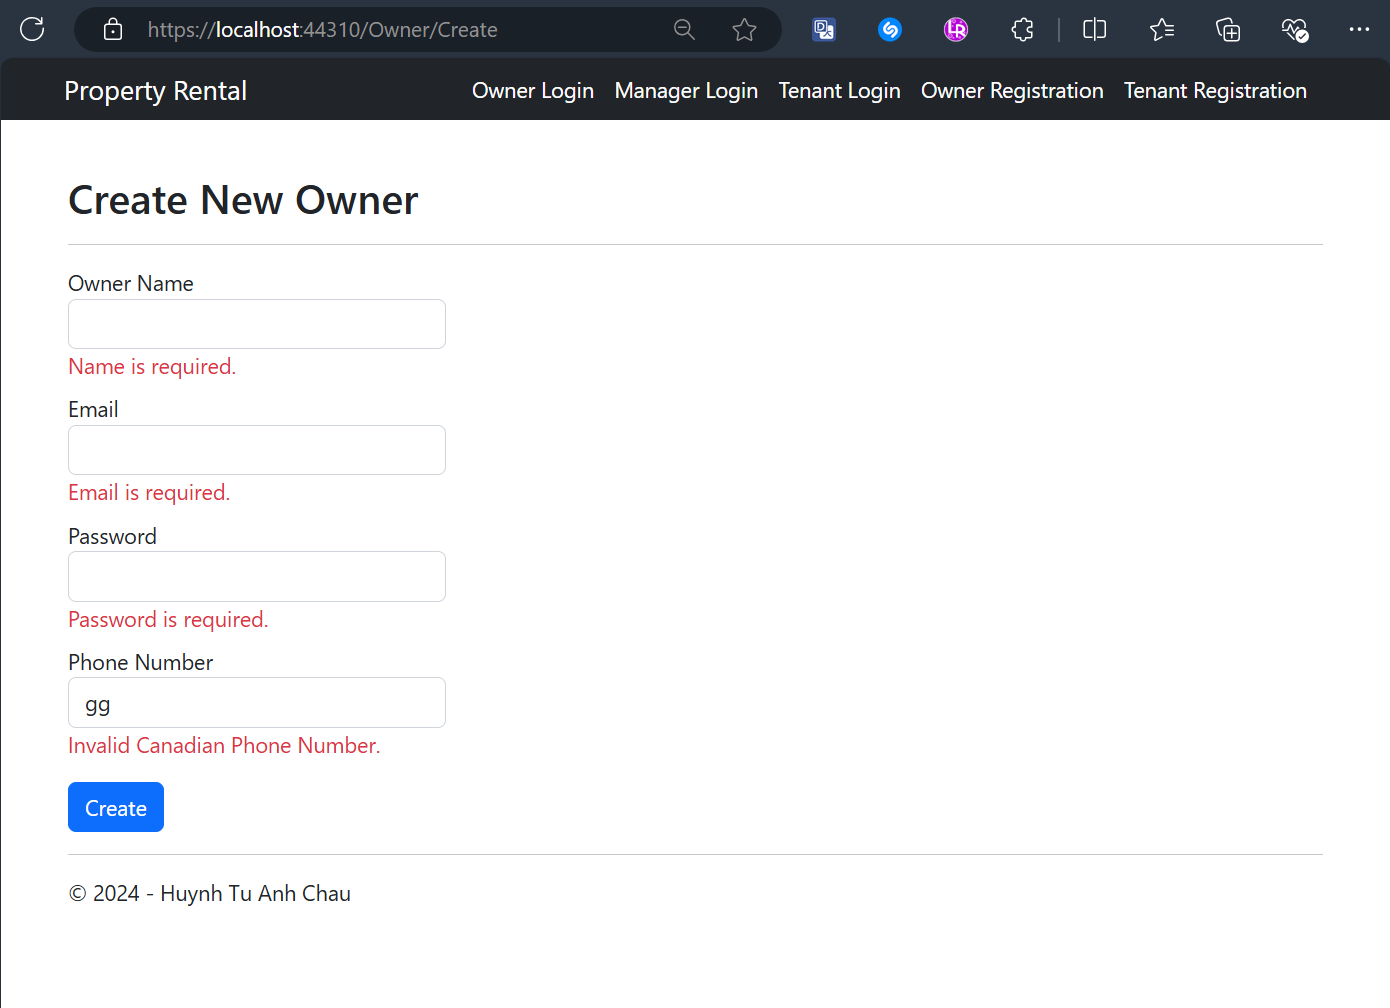 https://localhost:44310/Owner/Create
Property Rental Owner Login Manager Login Tenant Login Owner Registration Tenant Registration
Create New Owner
Owner Name
Name is required.
Email
Email is required.
Password
Password is required.
Phone Number
gg
Invalid Canadian Phone Number.
Create
© 2024 - Huynh Tu Anh Chau